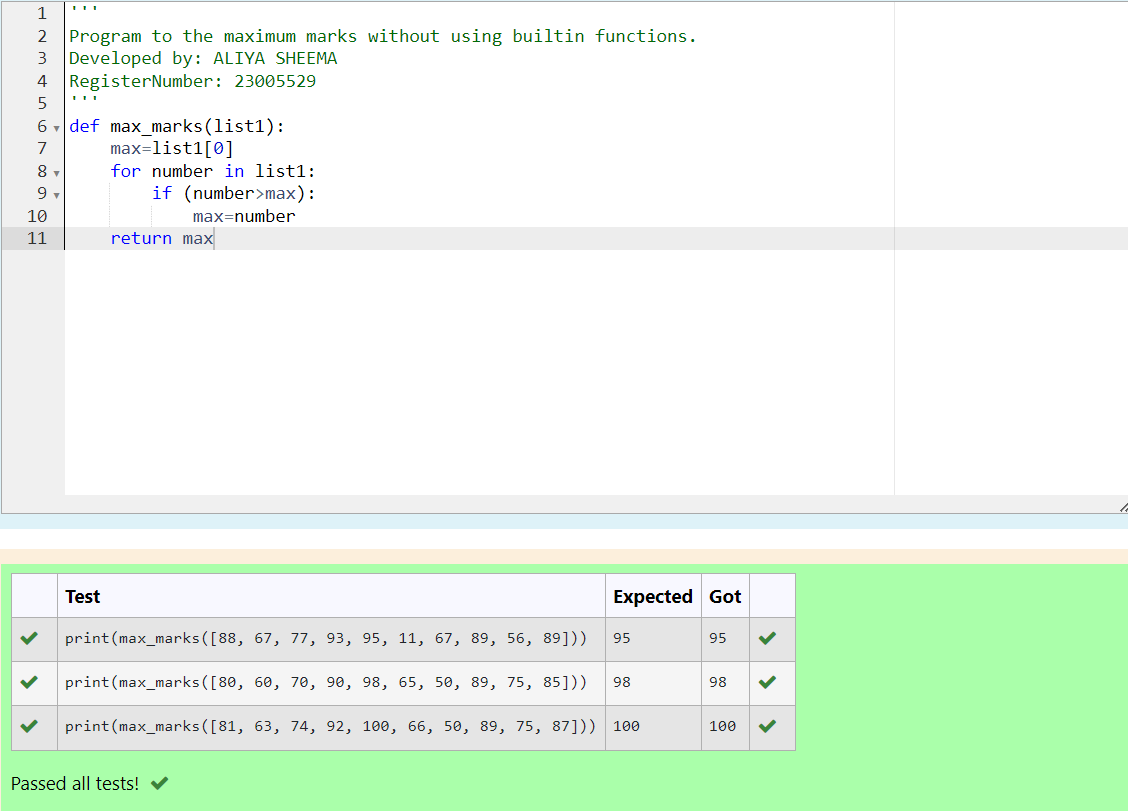 1 '''
2 Program to the maximum marks without using builtin functions.
3 Developed by: ALIYA SHEEMA
4 RegisterNumber: 23005529
5 '''
6 def max_marks(list1):
7     max=list1[0]
8     for number in list1:
9         if (number>max):
10             max=number
11     return max
Test Expected Got
print(max_marks([88, 67, 77, 93, 95, 11, 67, 89, 56, 89])) 95 95
print(max_marks([80, 60, 70, 90, 98, 65, 50, 89, 75, 85])) 98 98
print(max_marks([81, 63, 74, 92, 100, 66, 50, 89, 75, 87])) 100 100
Passed all tests!